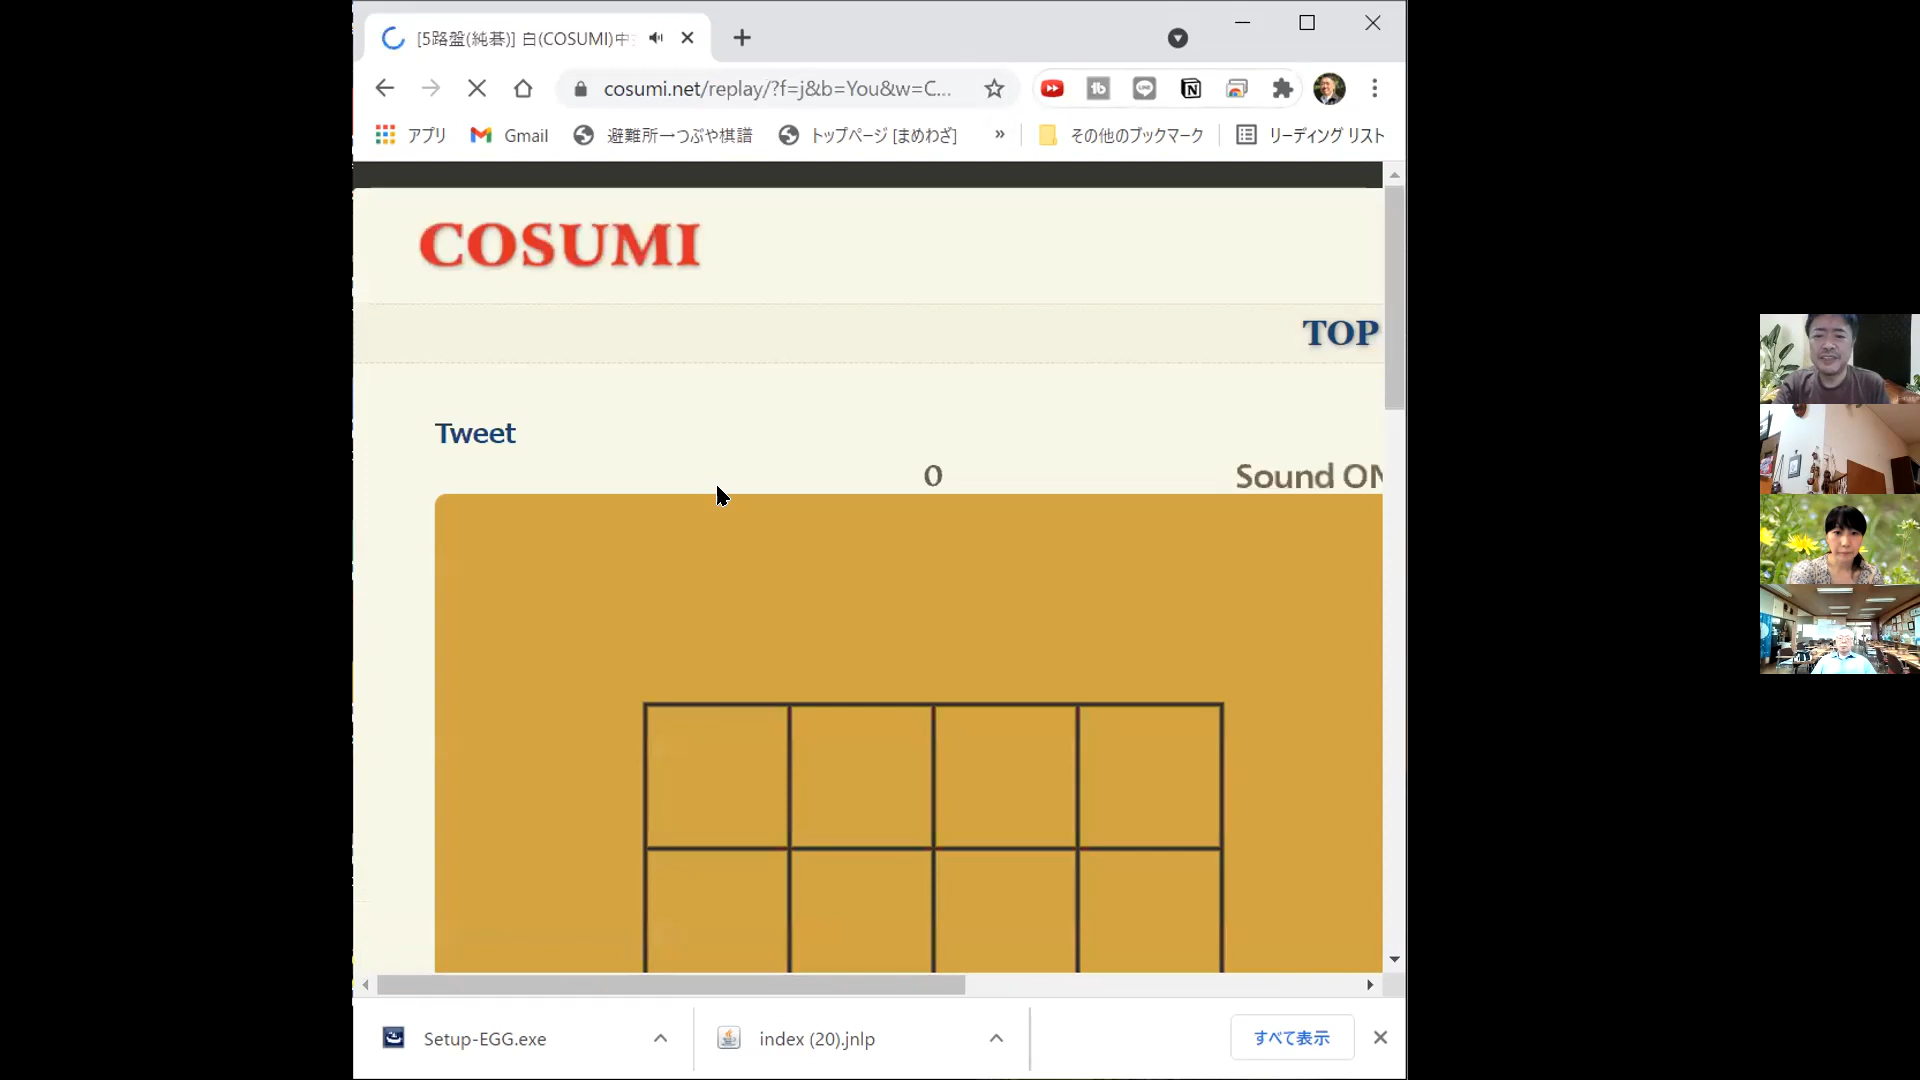 [5路盤(純碁)] 白(COSUMI)中
cosumi.net/replay/?f=j&b=You&w=C...
アプリ Gmail 避難所→つぶや棋譜 トップページ [まめわざ] » その他のブックマーク リーディング リスト
COSUMI
TOP
Tweet
0 Sound ON
Setup-EGG.exe index (20).jnlp すべて表示